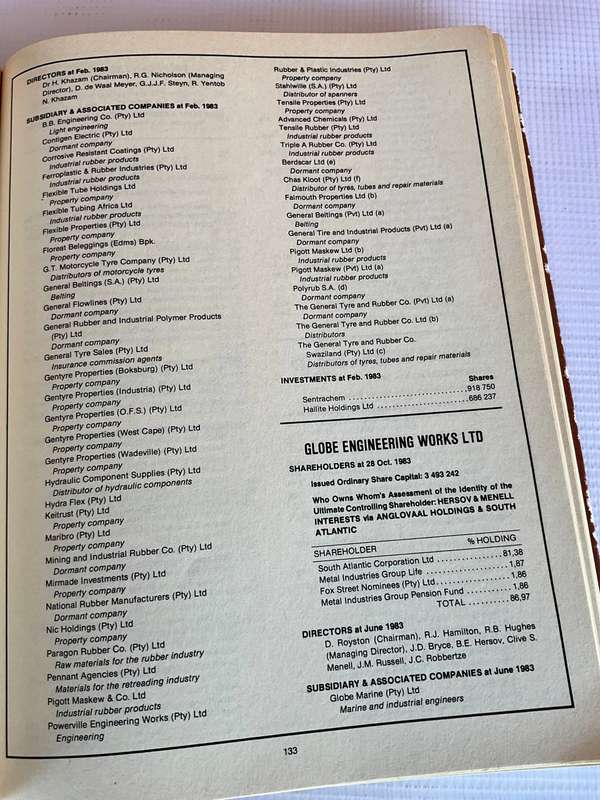 DIRECTORS at Feb. 1983
Dr H. Khazam (Chairman), R.G. Nicholson (Managing
Director), D. de Waal Meyer, G.J.J.F. Steyn, R. Yentob
N. Khazam
SUBSIDIARY & ASSOCIATED COMPANIES at Feb. 1983
B.B. Engineering Co. (Pty) Ltd
Light engineering
Contigen Electric (Pty) Ltd
Dormant company
Corrosive Resistant Coatings (Pty) Ltd
Industrial rubber products
Ferroplastic & Rubber Industries (Pty) Ltd
Industrial rubber products
Flexible Tube Holdings Ltd
Property company
Flexible Tubing Africa Ltd
Industrial rubber products
Flexible Properties (Pty) Ltd
Property company
Floreat Beleggings (Edms) Bpk.
Property company
G.T. Motorcycle Tyre Company (Pty) Ltd
Distributors of motorcycle tyres
General Beltings (S.A.) (Pty) Ltd
Belting
General Flowlines (Pty) Ltd
Dormant company
General Rubber and Industrial Polymer Products
(Pty) Ltd
Dormant company
General Tyre Sales (Pty) Ltd
Insurance commission agents
Gentyre Properties (Boksburg) (Pty) Ltd
Property company
Gentyre Properties (Industria) (Pty) Ltd
Property company
Gentyre Properties (O.F.S.) (Pty) Ltd
Property company
Gentyre Properties (West Cape) (Pty) Ltd
Property company
Gentyre Properties (Wadeville) (Pty) Ltd
Property company
Hydraulic Component Supplies (Pty) Ltd
Distributor of hydraulic components
Hydra Flex (Pty) Ltd
Keitrust (Pty) Ltd
Property company
Maribro (Pty) Ltd
Property company
Mining and Industrial Rubber Co. (Pty) Ltd
Dormant company
Mirmade Investments (Pty) Ltd
Property company
National Rubber Manufacturers (Pty) Ltd
Dormant company
Nic Holdings (Pty) Ltd
Property company
Paragon Rubber Co. (Pty) Ltd
Raw materials for the rubber industry
Pennant Agencies (Pty) Ltd
Materials for the retreading industry
Pigott Maskew & Co. Ltd
Industrial rubber products
Powerville Engineering Works (Pty) Ltd
Engineering
Rubber & Plastic Industries (Pty) Ltd
Property company
Stahlwille (S.A.) (Pty) Ltd
Distributor of spanners
Tensile Properties (Pty) Ltd
Property company
Advanced Chemicals (Pty) Ltd
Tensile Rubber (Pty) Ltd
Industrial rubber products
Triple A Rubber Co. (Pty) Ltd
Industrial rubber products
Berdscar Ltd (e)
Dormant company
Chas Kloot (Pty) Ltd (f)
Distributor of tyres, tubes and repair materials
Falmouth Properties Ltd (b)
Dormant company
General Beltings (Pvt) Ltd (a)
Belting
General Tire and Industrial Products (Pvt) Ltd (a)
Dormant company
Pigott Maskew Ltd (b)
Industrial rubber products
Pigott Maskew (Pvt) Ltd (a)
Industrial rubber products
Polyrub S.A. (d)
Dormant company
The General Tyre and Rubber Co. (Pvt) Ltd (a)
Dormant company
The General Tyre and Rubber Co. Ltd (b)
Distributors
The General Tyre and Rubber Co.
Swaziland (Pty) Ltd (c)
Distributors of tyres, tubes and repair materials
INVESTMENTS at Feb. 1983 Shares
Sentrachem ........................ 918 750
Hallite Holdings Ltd ........................ 686 237
GLOBE ENGINEERING WORKS LTD
SHAREHOLDERS at 28 Oct. 1983
Issued Ordinary Share Capital: 3 493 242
Who Owns Whom's Assessment of the Identity of the
Ultimate Controlling Shareholder: HERSOV & MENELL
INTERESTS via ANGLOVAAL HOLDINGS & SOUTH
ATLANTIC
SHAREHOLDER % HOLDING
South Atlantic Corporation Ltd ................ 81,38
Metal Industries Group Life .................. 1,87
Fox Street Nominees (Pty) Ltd ................ 1,86
Metal Industries Group Pension Fund ............ 1,86
TOTAL .......... 86,97
DIRECTORS at June 1983
D. Royston (Chairman), R.J. Hamilton, R.B. Hughes
(Managing Director), J.D. Bryce, B.E. Hersov, Clive S.
Menell, J.M. Russell, J.C. Robbertze
SUBSIDIARY & ASSOCIATED COMPANIES at June 1983
Globe Marine (Pty) Ltd
Marine and industrial engineers
133